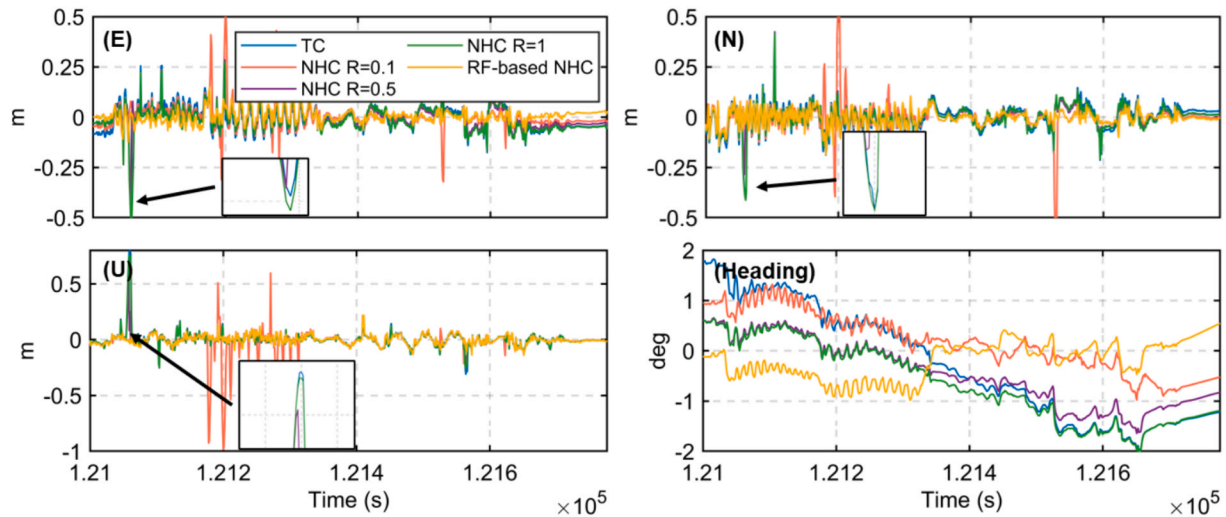 0.5
0.25
0
-0.25
-0.5
m
(E)
TC
NHC R=0.1
NHC R=0.5
NHC R=1
RF-based NHC
0.5
0.25
0
-0.25
-0.5
m
(N)
0.5
0
-0.5
-1
m
(U)
1.21
1.212
1.214
1.216
Time (s)
×10⁵
2
1
0
-1
-2
deg
(Heading)
1.21
1.212
1.214
1.216
Time (s)
×10⁵